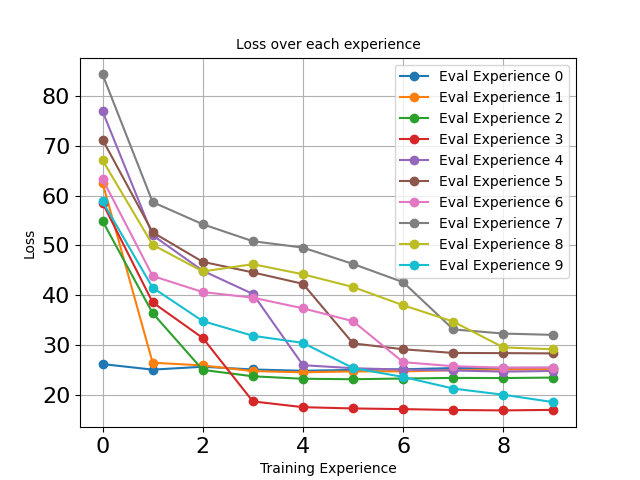 Loss over each experience
80
70
60
50
40
30
20
Loss
0
2
4
6
8
Training Experience
Eval Experience 0
Eval Experience 1
Eval Experience 2
Eval Experience 3
Eval Experience 4
Eval Experience 5
Eval Experience 6
Eval Experience 7
Eval Experience 8
Eval Experience 9